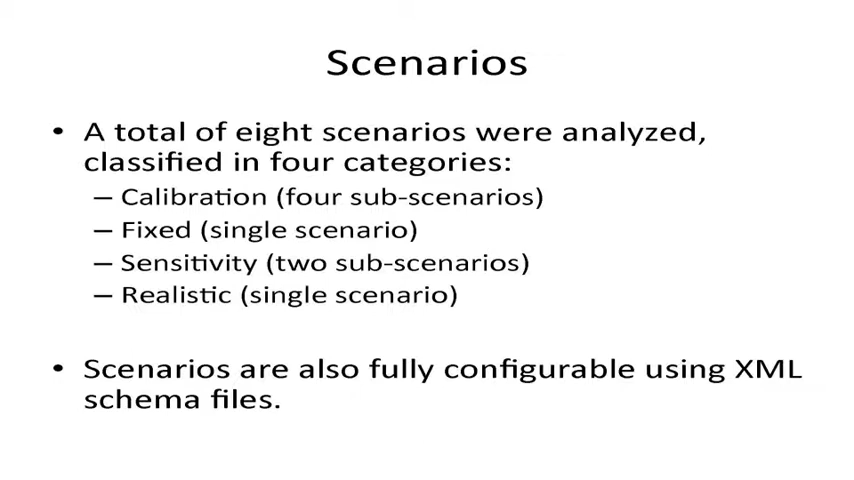 Scenarios
• A total of eight scenarios were analyzed,
classified in four categories:
– Calibration (four sub-scenarios)
– Fixed (single scenario)
– Sensitivity (two sub-scenarios)
– Realistic (single scenario)
• Scenarios are also fully configurable using XML
schema files.